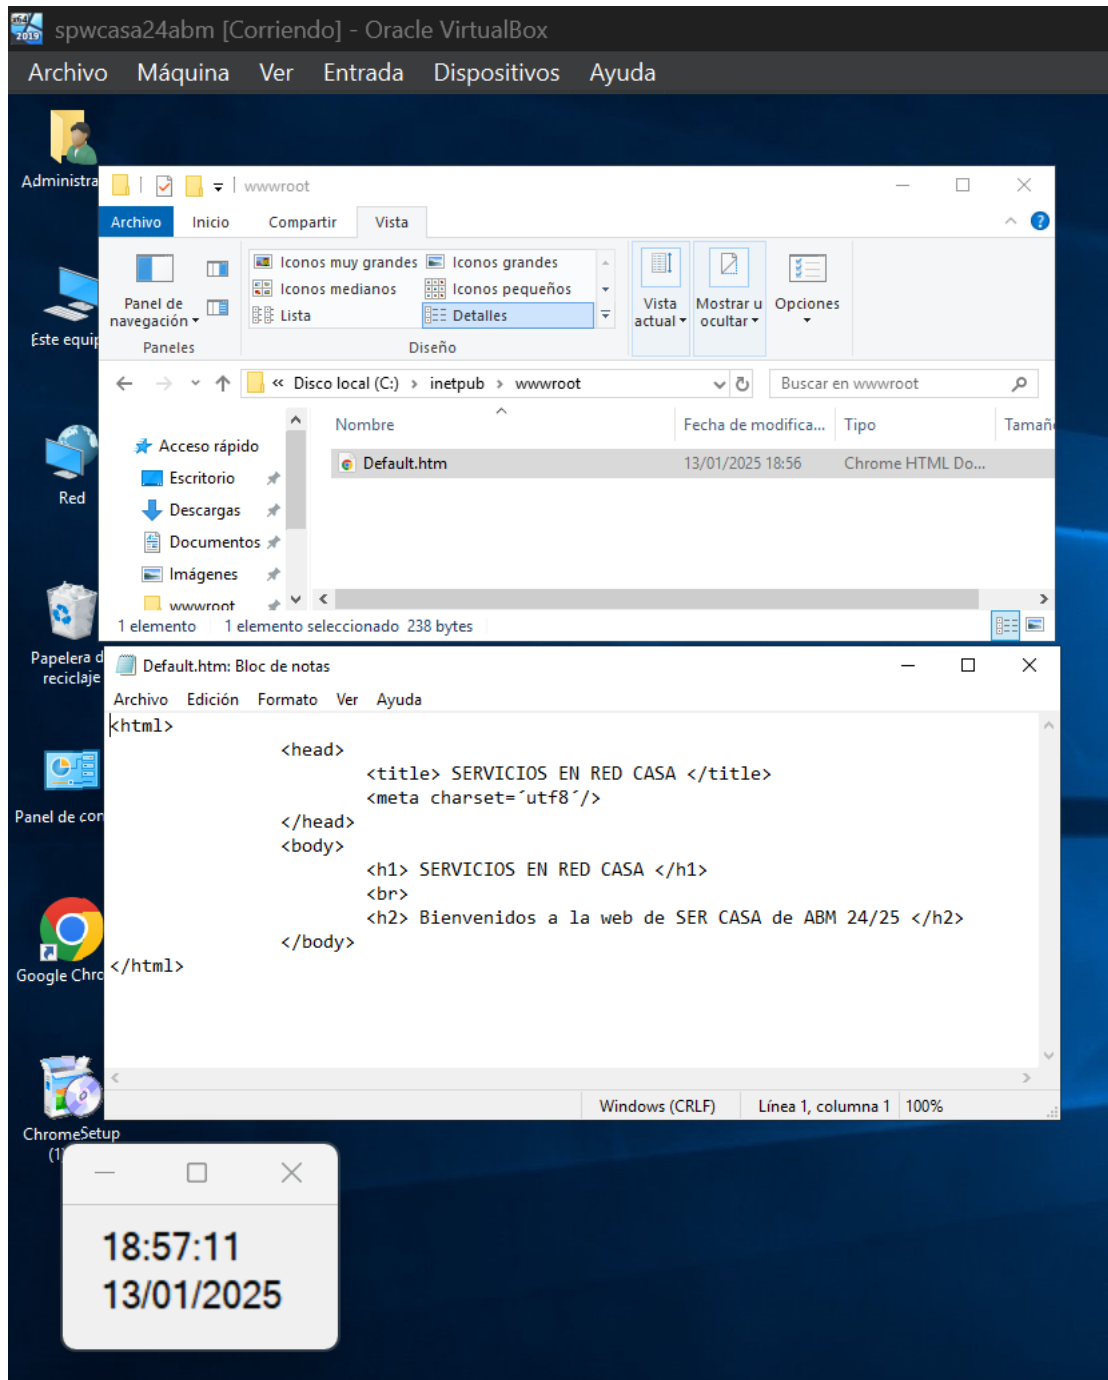 x64
2019
spwcasa24abm [Corriendo] - Oracle VirtualBox
Archivo Máquina Ver Entrada Dispositivos Ayuda
Administra
Este equip
Red
Papelera d
reciclaje
Panel de con
Google Chro
ChromeSetup
(1)
wwwroot
Archivo Inicio Compartir Vista
Panel de
navegación
Paneles
Iconos muy grandes Iconos grandes
Iconos medianos Iconos pequeños
Lista Detalles
Diseño
Vista
actual
Mostrar u
ocultar
Opciones
« Disco local (C:) › inetpub › wwwroot
Buscar en wwwroot
Acceso rápido
Escritorio
Descargas
Documentos
Imágenes
wwwroot
Nombre Fecha de modifica... Tipo Tamañ
Default.htm 13/01/2025 18:56 Chrome HTML Do...
1 elemento 1 elemento seleccionado 238 bytes
Default.htm: Bloc de notas
Archivo Edición Formato Ver Ayuda
<html>
<head>
<title> SERVICIOS EN RED CASA </title>
<meta charset=´utf8´/>
</head>
<body>
<h1> SERVICIOS EN RED CASA </h1>
<br>
<h2> Bienvenidos a la web de SER CASA de ABM 24/25 </h2>
</body>
</html>
Windows (CRLF) Línea 1, columna 1 100%
18:57:11
13/01/2025